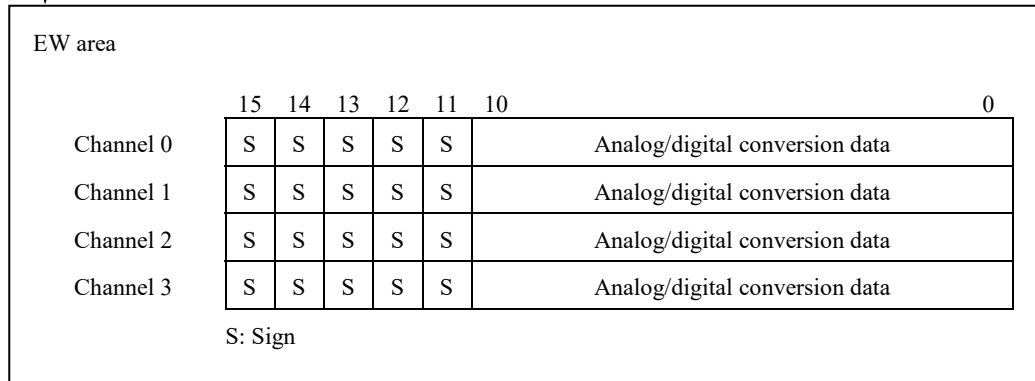 EW area
15 14 13 12 11 10 0
Channel 0 S S S S S Analog/digital conversion data
Channel 1 S S S S S Analog/digital conversion data
Channel 2 S S S S S Analog/digital conversion data
Channel 3 S S S S S Analog/digital conversion data
S: Sign